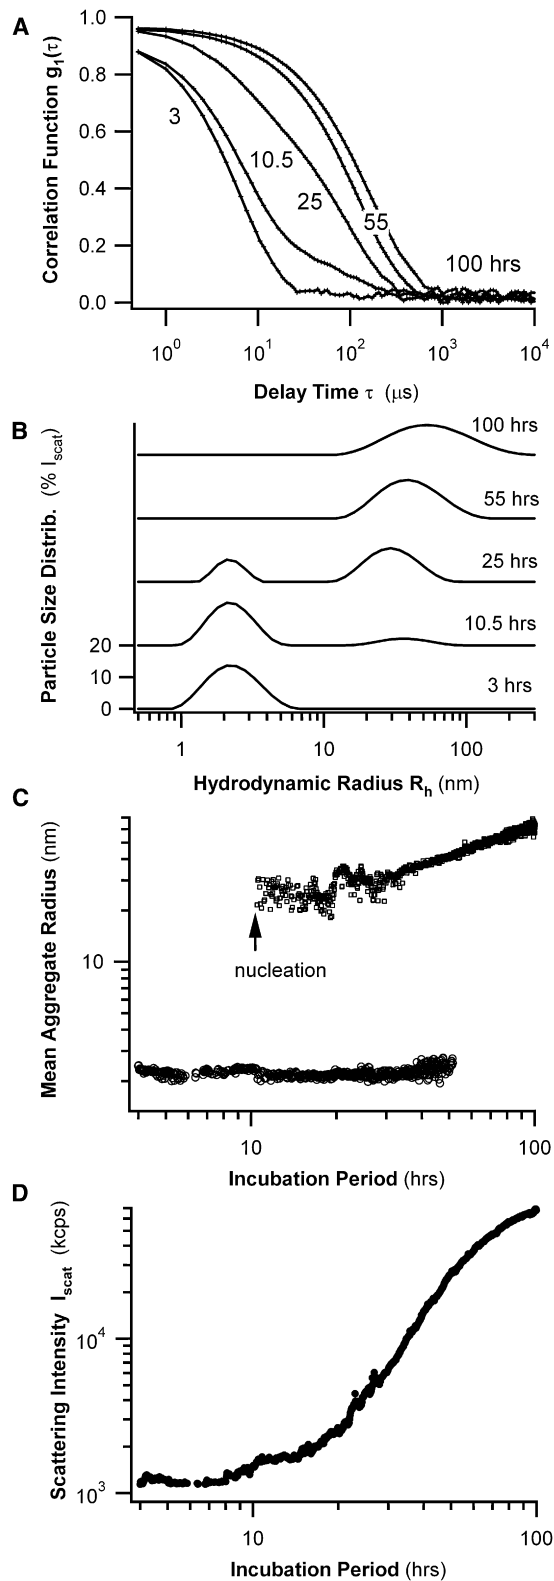 A
Correlation Function g1(τ)
1.0
0.8
0.6
0.4
0.2
0.0
3
10.5
25
55
100 hrs
10^0
10^1
10^2
10^3
10^4
Delay Time τ (μs)
B
Particle Size Distrib. (% Iscat)
20
10
0
100 hrs
55 hrs
25 hrs
10.5 hrs
3 hrs
1
10
100
Hydrodynamic Radius Rh (nm)
C
Mean Aggregate Radius (nm)
10
nucleation
10
100
Incubation Period (hrs)
D
Scattering Intensity Iscat (kcps)
10^4
10^3
10
100
Incubation Period (hrs)